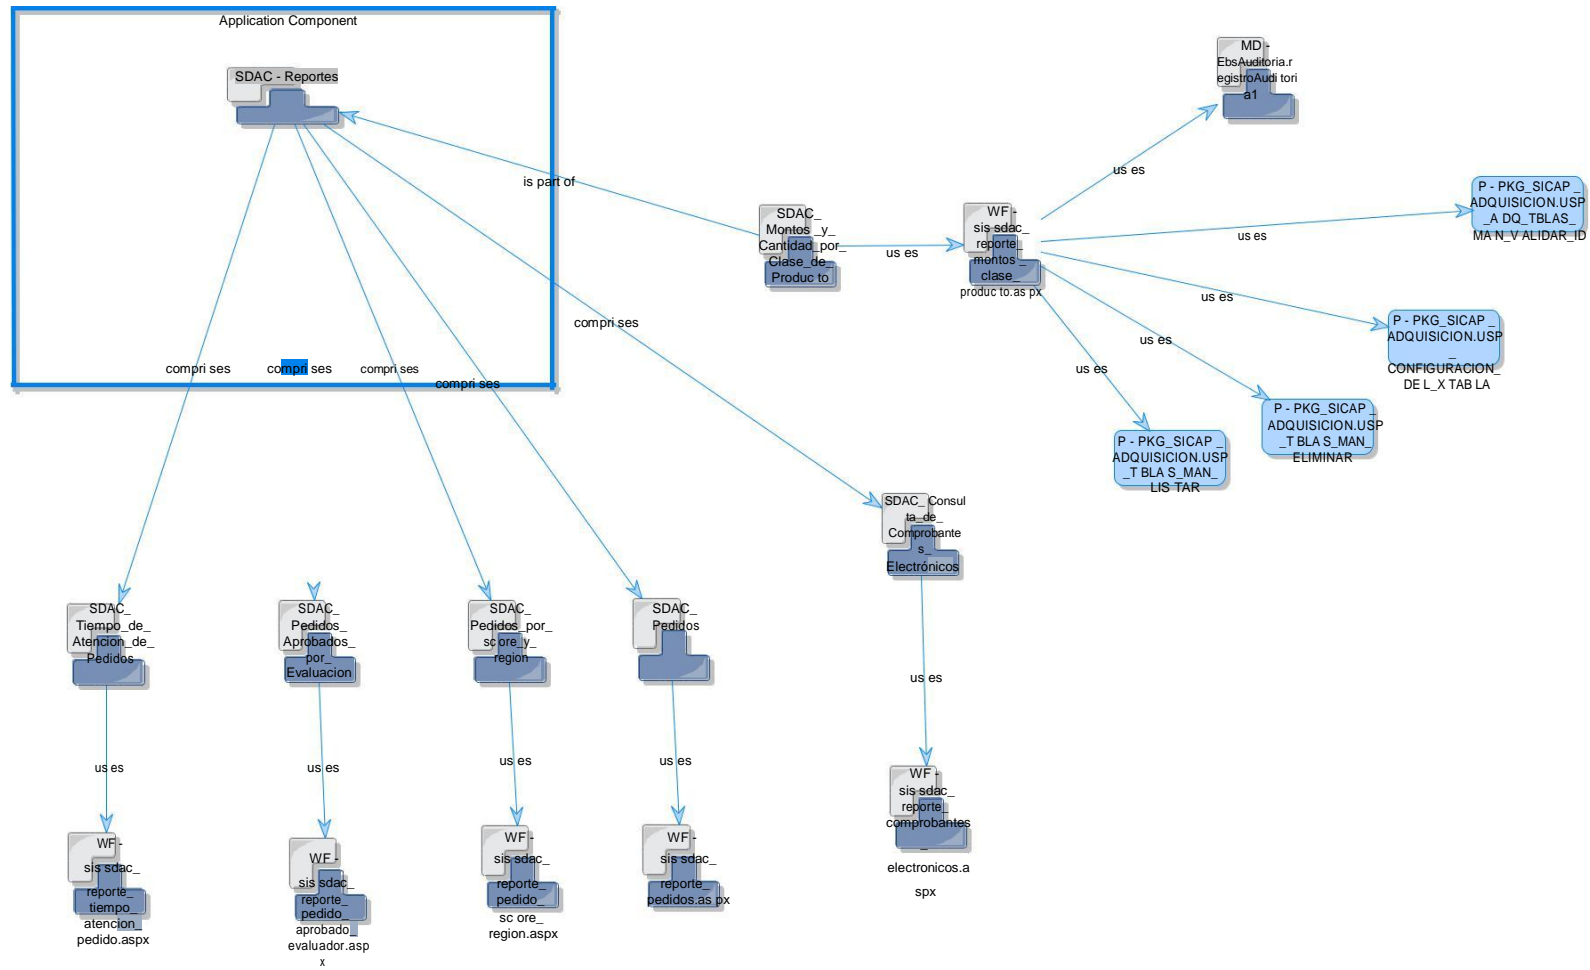 Application Component
SDAC - Reportes
MD -
EbsAuditoria.r
egistroAudi tori
a1
is part of
us es
SDAC_
Montos _y_
Cantidad_por_
Clase_de_
Produc to
us es
WF -
sis sdac_
reporte_
montos _
clase_
produc to.as px
us es
P - PKG_SICAP _
ADQUISICION.USP
_A DQ_TBLAS_
MA N_V ALIDAR_ID
us es
P - PKG_SICAP _
ADQUISICION.USP
_
CONFIGURACION_
DE L_X TAB LA
us es
P - PKG_SICAP _
ADQUISICION.USP
_T BLA S_MAN_
ELIMINAR
us es
P - PKG_SICAP _
ADQUISICION.USP
_T BLA S_MAN_
LIS TAR
compri ses
compri ses
compri ses
compri ses
compri ses
SDAC_ Consul
ta_de_
Comprobante
s_
Electrónicos
SDAC_
Tiempo_de_
Atencion_de_
Pedidos
SDAC_
Pedidos_
Aprobados_
por_
Evaluacion
SDAC_
Pedidos_por_
sc ore_y_
region
SDAC_
Pedidos
us es
us es
us es
us es
us es
WF -
sis sdac_
reporte_
tiempo_
atencion_
pedido.aspx
WF -
sis sdac_
reporte_
pedido_
aprobado_
evaluador.asp
x
WF -
sis sdac_
reporte_
pedido_
sc ore_
region.aspx
WF -
sis sdac_
reporte_
pedidos.as px
WF -
sis sdac_
reporte_
comprobantes
_
electronicos.a
spx